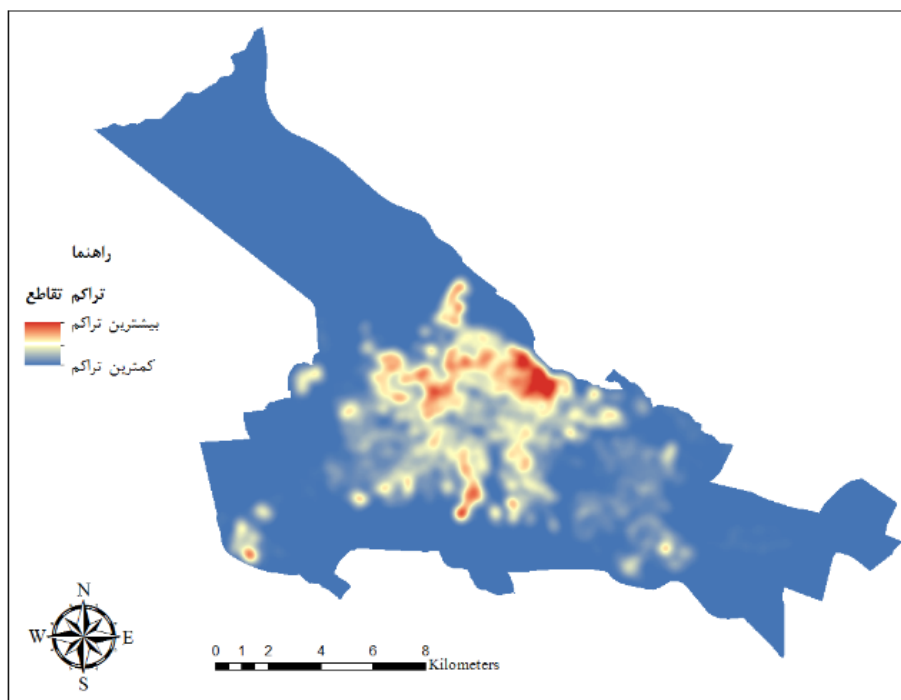 راهنما
تراکم تقاطع
بیشترین تراکم
کمترین تراکم
N
W E
S
0 1 2 4 6 8
Kilometers